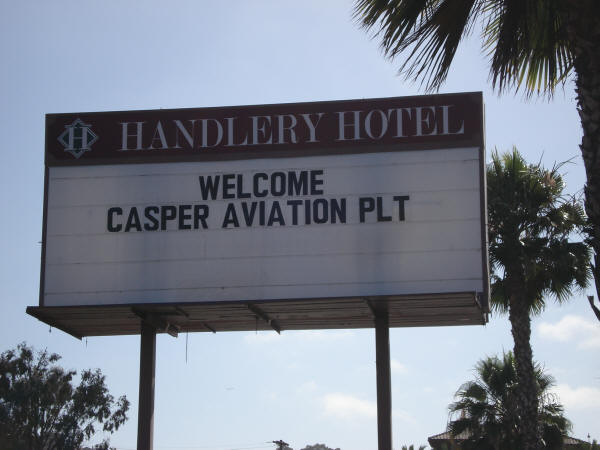 H HANDLERY HOTEL
WELCOME
CASPER AVIATION PLT